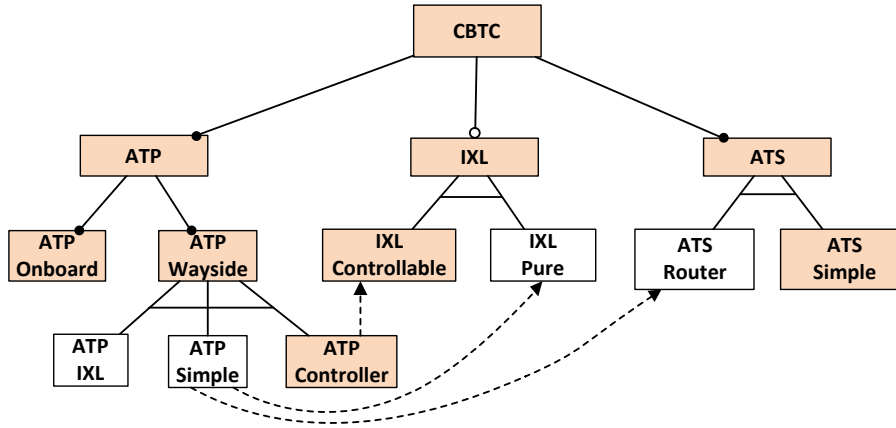 CBTC
ATP
IXL
ATS
ATP
Onboard
ATP
Wayside
IXL
Controllable
IXL
Pure
ATS
Router
ATS
Simple
ATP
IXL
ATP
Simple
ATP
Controller